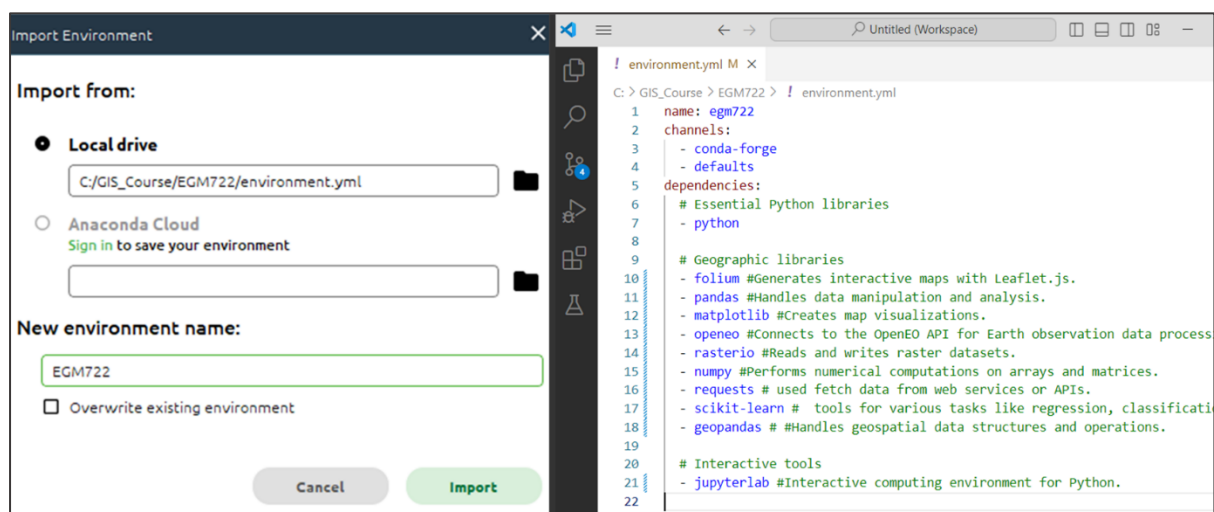 Import Environment
Import from:
Local drive
C:/GIS_Course/EGM722/environment.yml
Anaconda Cloud
Sign in to save your environment
New environment name:
EGM722
Overwrite existing environment
Cancel Import
Untitled (Workspace)
! environment.yml M ×
C: > GIS_Course > EGM722 > ! environment.yml
1 name: egm722
2 channels:
3 - conda-forge
4 - defaults
5 dependencies:
6 # Essential Python libraries
7 - python
8
9 # Geographic libraries
10 - folium #Generates interactive maps with Leaflet.js.
11 - pandas #Handles data manipulation and analysis.
12 - matplotlib #Creates map visualizations.
13 - openeo #Connects to the OpenEO API for Earth observation data process
14 - rasterio #Reads and writes raster datasets.
15 - numpy #Performs numerical computations on arrays and matrices.
16 - requests # used fetch data from web services or APIs.
17 - scikit-learn # tools for various tasks like regression, classificati
18 - geopandas # #Handles geospatial data structures and operations.
19
20 # Interactive tools
21 - jupyterlab #Interactive computing environment for Python.
22
4